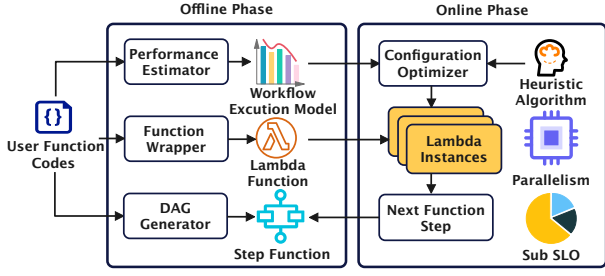 Offline Phase
Online Phase
Performance
Estimator
Workflow
Excution Model
Configuration
Optimizer
Heuristic
Algorithm
{}
User Function
Codes
Function
Wrapper
λ
Lambda
Function
Lambda
Instances
Parallelism
DAG
Generator
Step Function
Next Function
Step
Sub SLO